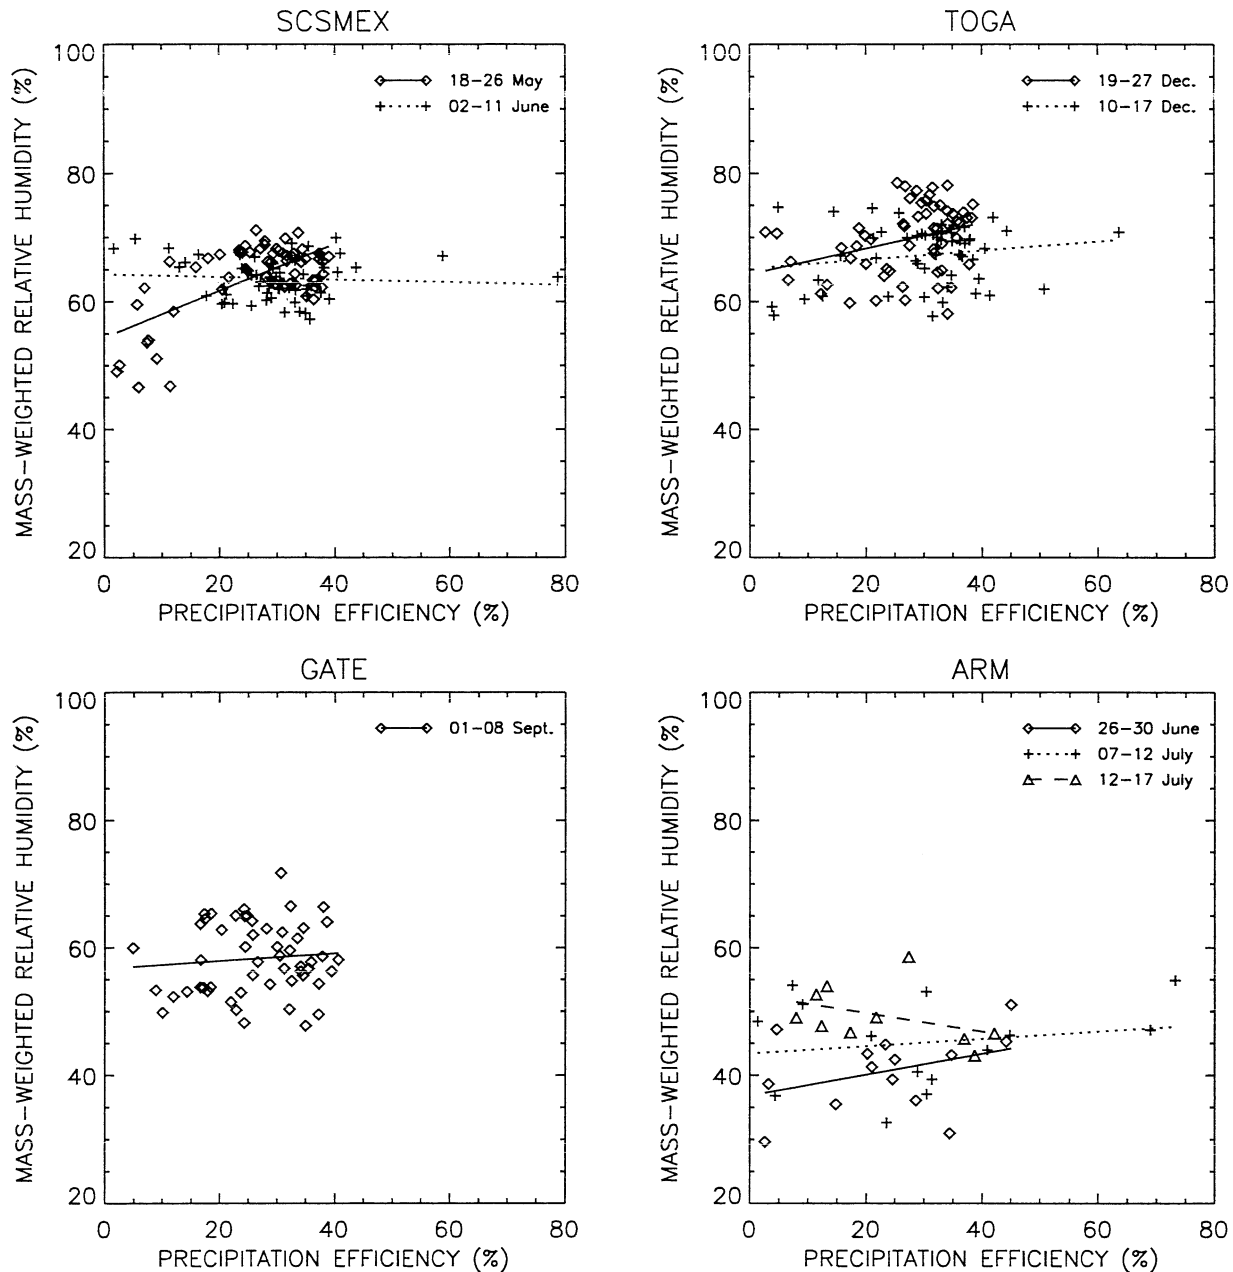 SCSMEX
MASS-WEIGHTED RELATIVE HUMIDITY (%)
100
80
60
40
20
18-26 May
02-11 June
0 20 40 60 80
PRECIPITATION EFFICIENCY (%)
TOGA
MASS-WEIGHTED RELATIVE HUMIDITY (%)
100
80
60
40
20
19-27 Dec.
10-17 Dec.
0 20 40 60 80
PRECIPITATION EFFICIENCY (%)
GATE
MASS-WEIGHTED RELATIVE HUMIDITY (%)
100
80
60
40
20
01-08 Sept.
0 20 40 60 80
PRECIPITATION EFFICIENCY (%)
ARM
MASS-WEIGHTED RELATIVE HUMIDITY (%)
100
80
60
40
20
26-30 June
07-12 July
12-17 July
0 20 40 60 80
PRECIPITATION EFFICIENCY (%)